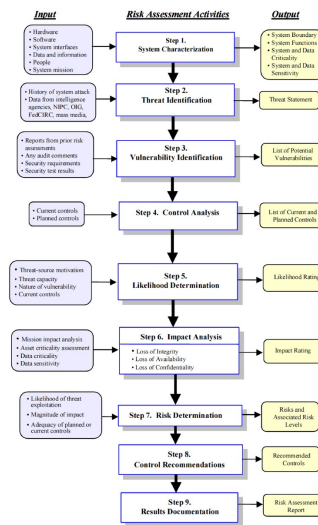 Input
Risk Assessment Activities
Output
• Hardware
• Software
• System interfaces
• Data and information
• People
• System mission
Step 1.
System Characterization
• System Boundary
• System Functions
• System and Data
Criticality
• System and Data
Sensitivity
• History of system attack
• Data from intelligence
agencies, NIPC, OIG,
FedCIRC, mass media,
Step 2.
Threat Identification
Threat Statement
• Reports from prior risk
assessments
• Any audit comments
• Security requirements
• Security test results
Step 3.
Vulnerability Identification
List of Potential
Vulnerabilities
• Current controls
• Planned controls
Step 4. Control Analysis
List of Current and
Planned Controls
• Threat-source motivation
• Threat capacity
• Nature of vulnerability
• Current controls
Step 5.
Likelihood Determination
Likelihood Rating
• Mission impact analysis
• Asset criticality assessment
• Data criticality
• Data sensitivity
Step 6. Impact Analysis
• Loss of Integrity
• Loss of Availability
• Loss of Confidentiality
Impact Rating
• Likelihood of threat
exploitation
• Magnitude of impact
• Adequacy of planned or
current controls
Step 7. Risk Determination
Risks and
Associated Risk
Levels
Step 8.
Control Recommendations
Recommended
Controls
Step 9.
Results Documentation
Risk Assessment
Report